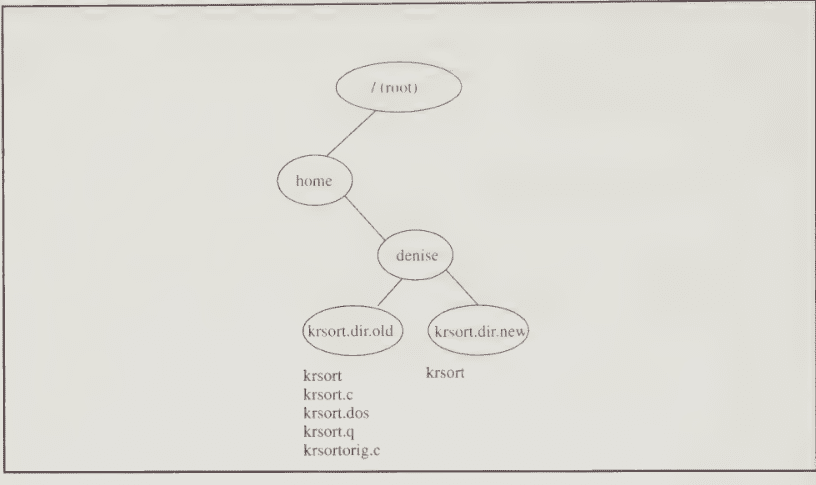 / (root)
home
denise
krsort.dir.old
krsort.dir.new
krsort
krsort.c
krsort.dos
krsort.q
krsortorig.c
krsort